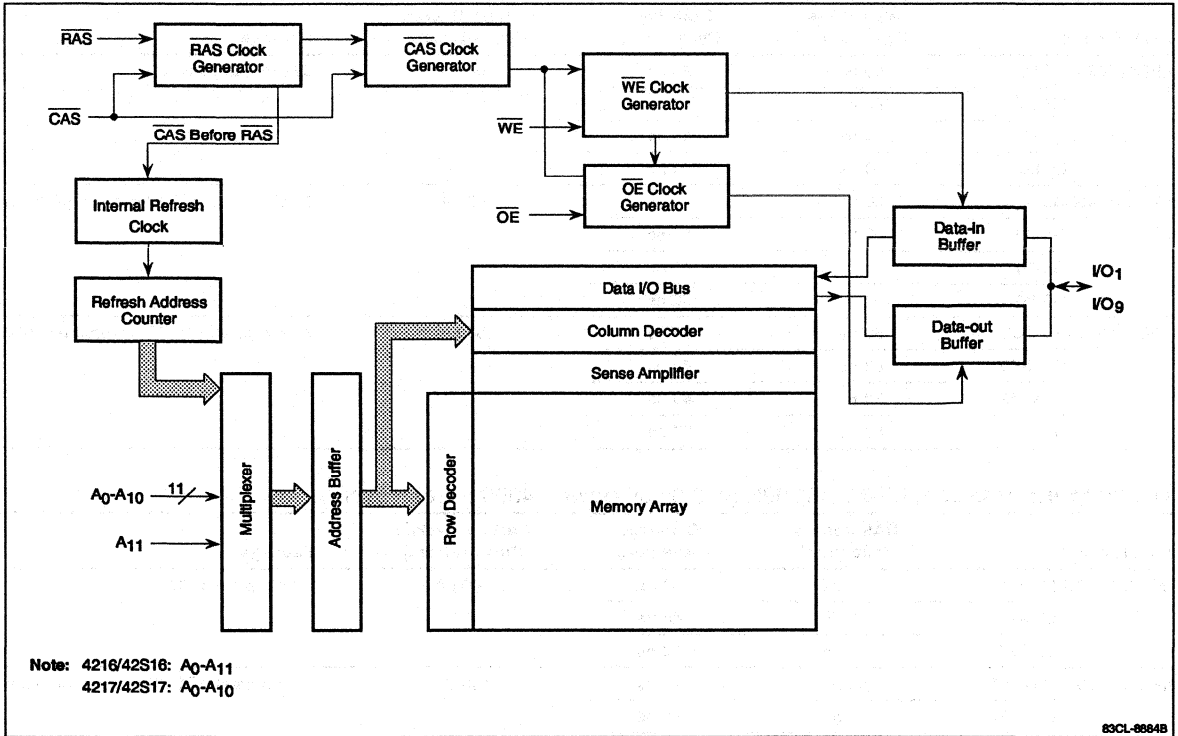 RAS
RAS Clock
Generator
CAS Clock
Generator
WE Clock
Generator
CAS
WE
CAS Before RAS
OE Clock
Generator
OE
Internal Refresh
Clock
Data-In
Buffer
I/O1
I/O9
Refresh Address
Counter
Data I/O Bus
Column Decoder
Data-out
Buffer
Sense Amplifier
Multiplexer
Address Buffer
Row Decoder
Memory Array
A0-A10
11
A11
Note: 4216/42S16: A0-A11
4217/42S17: A0-A10
83CL-8884B